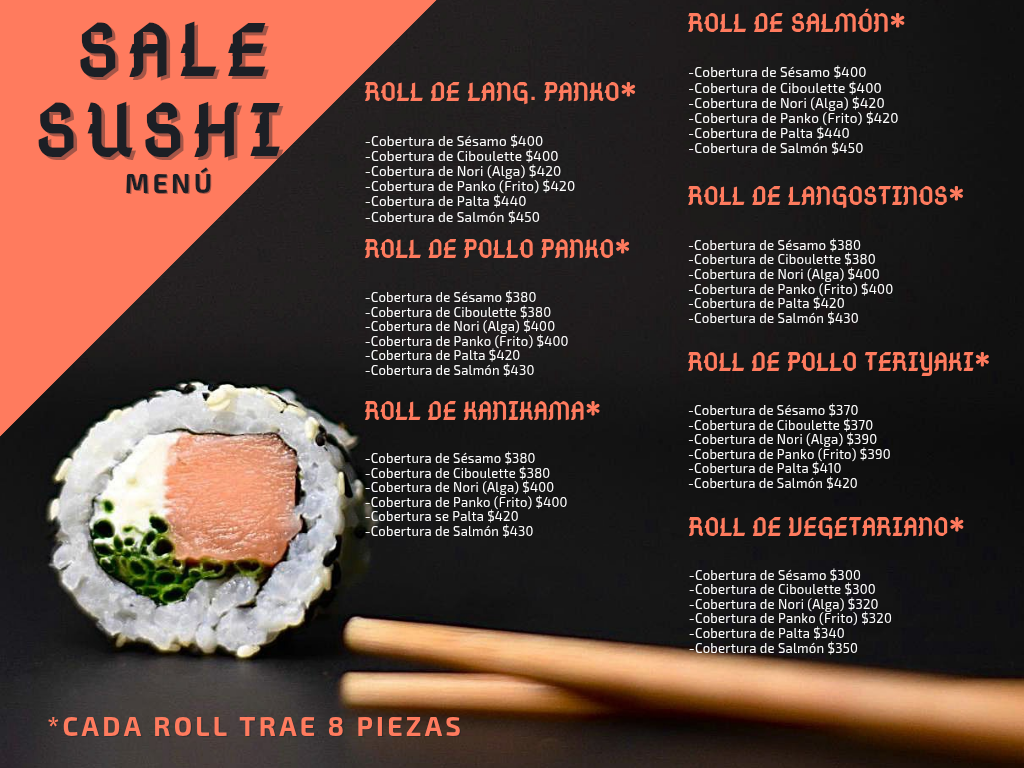 SALE
SUSHI
MENÚ
ROLL DE LANG. PANKO*
-Cobertura de Sésamo $400
-Cobertura de Ciboulette $400
-Cobertura de Nori (Alga) $420
-Cobertura de Panko (Frito) $420
-Cobertura de Palta $440
-Cobertura de Salmón $450
ROLL DE POLLO PANKO*
-Cobertura de Sésamo $380
-Cobertura de Ciboulette $380
-Cobertura de Nori (Alga) $400
-Cobertura de Panko (Frito) $400
-Cobertura de Palta $420
-Cobertura de Salmón $430
ROLL DE KANIKAMA*
-Cobertura de Sésamo $380
-Cobertura de Ciboulette $380
-Cobertura de Nori (Alga) $400
-Cobertura de Panko (Frito) $400
-Cobertura se Palta $420
-Cobertura de Salmón $430
ROLL DE SALMÓN*
-Cobertura de Sésamo $400
-Cobertura de Ciboulette $400
-Cobertura de Nori (Alga) $420
-Cobertura de Panko (Frito) $420
-Cobertura de Palta $440
-Cobertura de Salmón $450
ROLL DE LANGOSTINOS*
-Cobertura de Sésamo $380
-Cobertura de Ciboulette $380
-Cobertura de Nori (Alga) $400
-Cobertura de Panko (Frito) $400
-Cobertura de Palta $420
-Cobertura de Salmón $430
ROLL DE POLLO TERIYAKI*
-Cobertura de Sésamo $370
-Cobertura de Ciboulette $370
-Cobertura de Nori (Alga) $390
-Cobertura de Panko (Frito) $390
-Cobertura de Palta $410
-Cobertura de Salmón $420
ROLL DE VEGETARIANO*
-Cobertura de Sésamo $300
-Cobertura de Ciboulette $300
-Cobertura de Nori (Alga) $320
-Cobertura de Panko (Frito) $320
-Cobertura de Palta $340
-Cobertura de Salmón $350
*CADA ROLL TRAE 8 PIEZAS